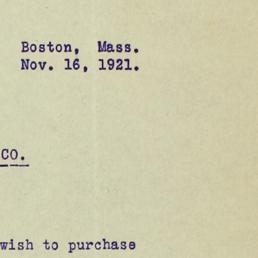 Boston, Mass.
Nov. 16, 1921.
CO.
wish to purchase